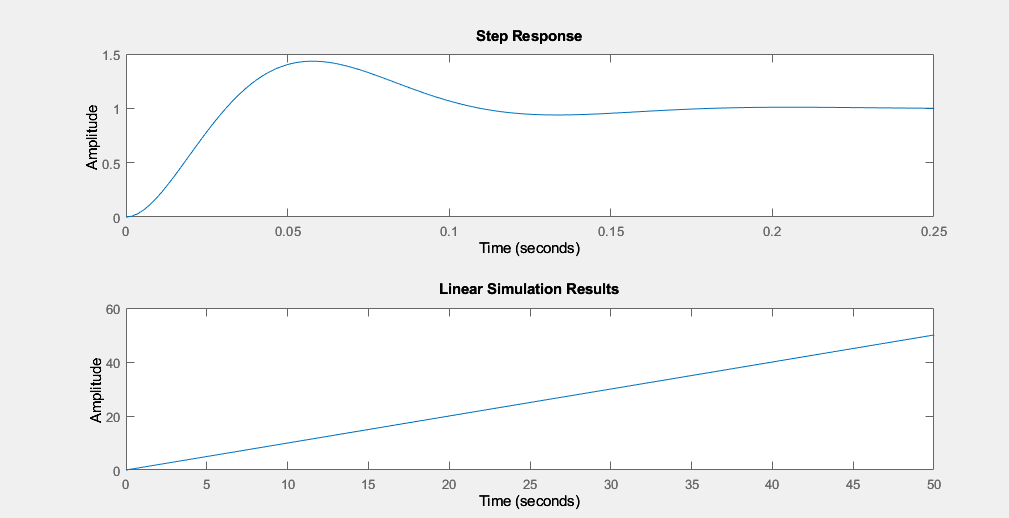 Step Response
1.5
1
0.5
0
Amplitude
0 0.05 0.1 0.15 0.2 0.25
Time (seconds)
Linear Simulation Results
60
40
20
0
Amplitude
0 5 10 15 20 25 30 35 40 45 50
Time (seconds)